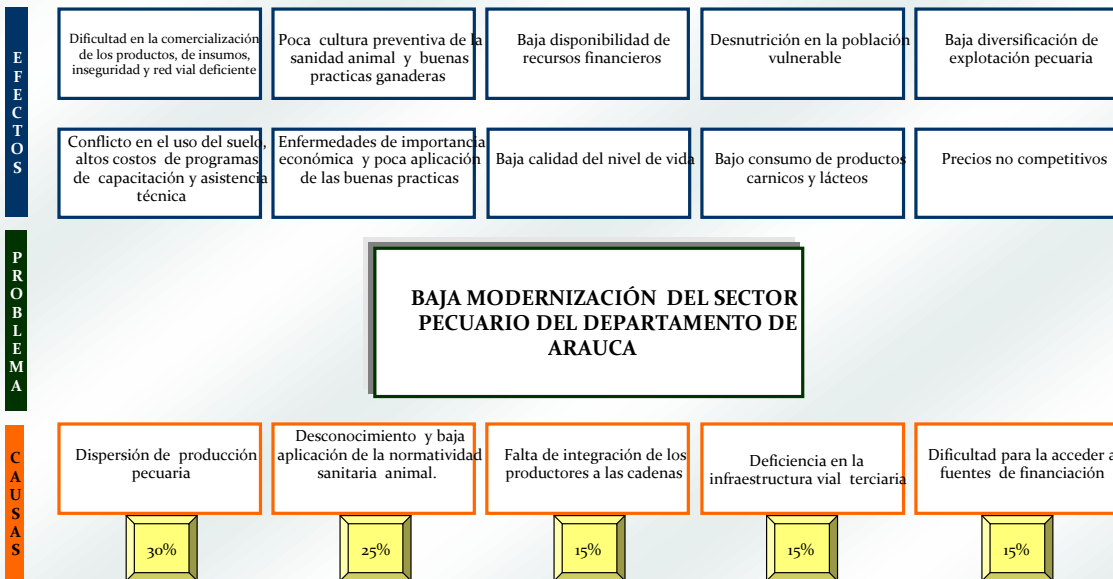 EFECTOS
Dificultad en la comercialización
de los productos, de insumos,
inseguridad y red vial deficiente
Poca cultura preventiva de la
sanidad animal y buenas
practicas ganaderas
Baja disponibilidad de
recursos financieros
Desnutrición en la población
vulnerable
Baja diversificación de
explotación pecuaria
Conflicto en el uso del suelo,
altos costos de programas
de capacitación y asistencia
técnica
Enfermedades de importancia
económica y poca aplicación
de las buenas practicas
Baja calidad del nivel de vida
Bajo consumo de productos
carnicos y lácteos
Precios no competitivos
PROBLEMA
BAJA MODERNIZACIÓN DEL SECTOR
PECUARIO DEL DEPARTAMENTO DE
ARAUCA
CAUSAS
Dispersión de producción
pecuaria
Desconocimiento y baja
aplicación de la normatividad
sanitaria animal.
Falta de integración de los
productores a las cadenas
Deficiencia en la
infraestructura vial terciaria
Dificultad para la acceder a
fuentes de financiación
30%
25%
15%
15%
15%